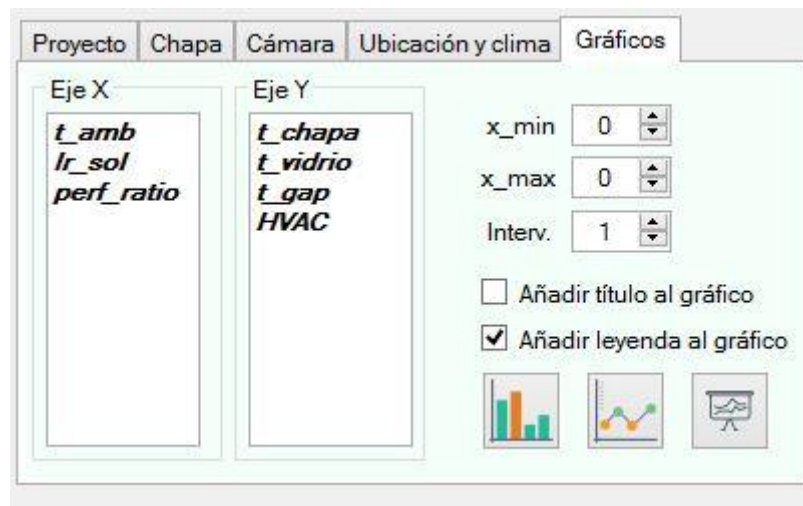 Proyecto
Chapa
Cámara
Ubicación y clima
Gráficos
Eje X
t_amb
Ir_sol
perf_ratio
Eje Y
t_chapa
t_vidrio
t_gap
HVAC
x_min 0
x_max 0
Interv. 1
Añadir título al gráfico
Añadir leyenda al gráfico